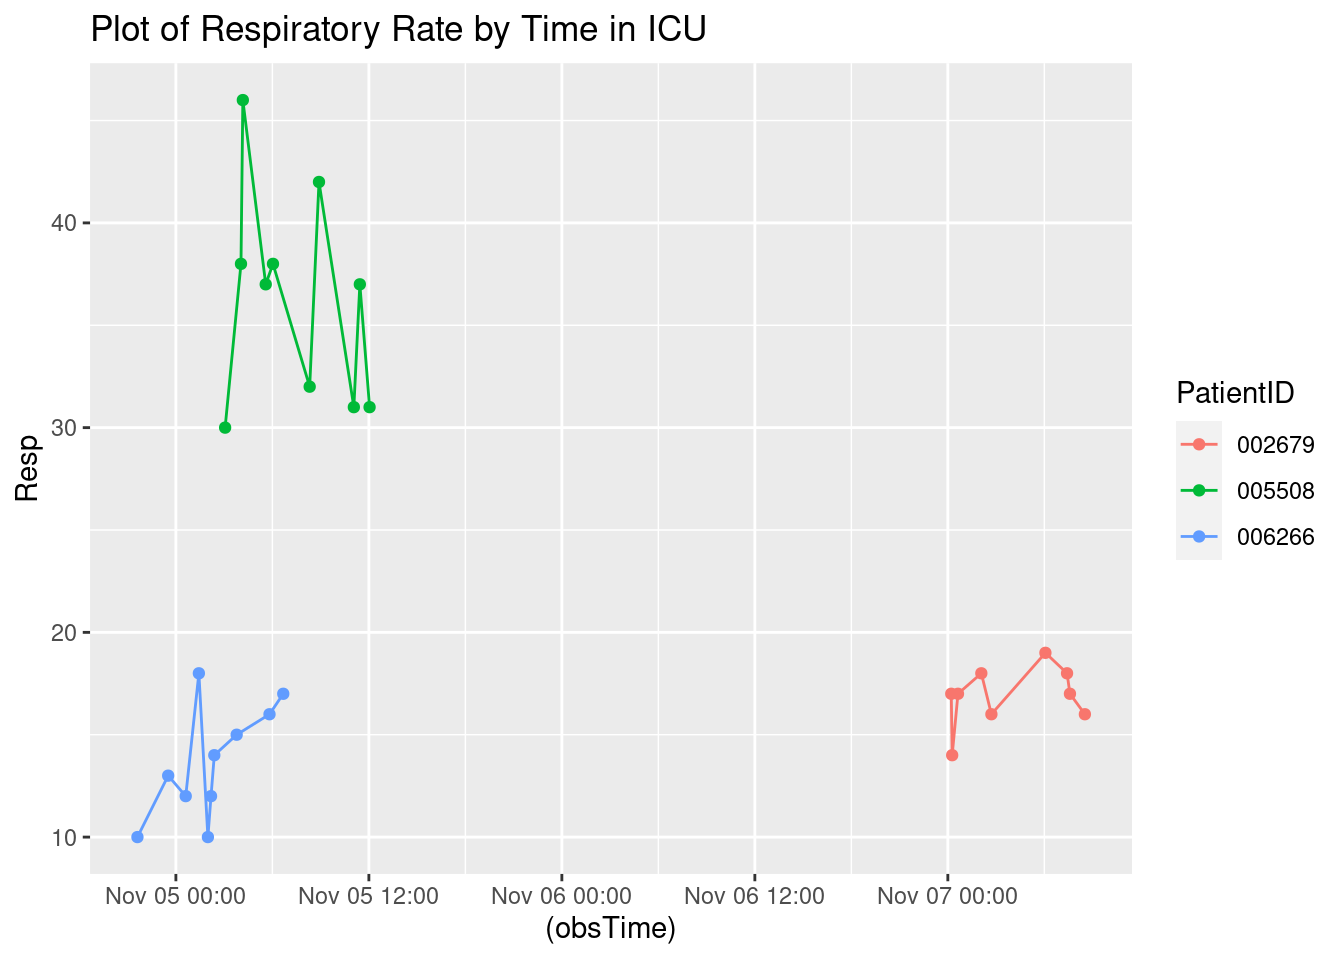 Plot of Respiratory Rate by Time in ICU
40
30
20
10
Resp
Nov 05 00:00 Nov 05 12:00 Nov 06 00:00 Nov 06 12:00 Nov 07 00:00
(obsTime)
PatientID
002679
005508
006266